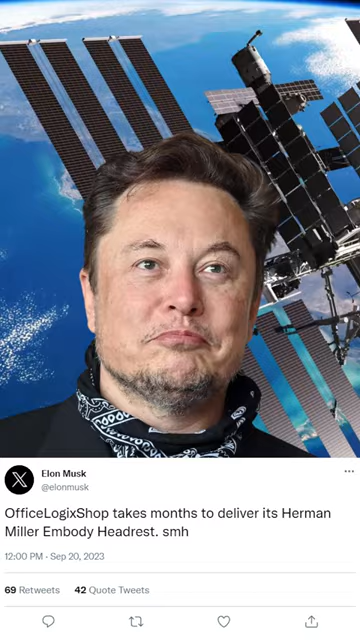 Elon Musk
@elonmusk
OfficeLogixShop takes months to deliver its Herman
Miller Embody Headrest. smh
12:00 PM · Sep 20, 2023
69 Retweets 42 Quote Tweets